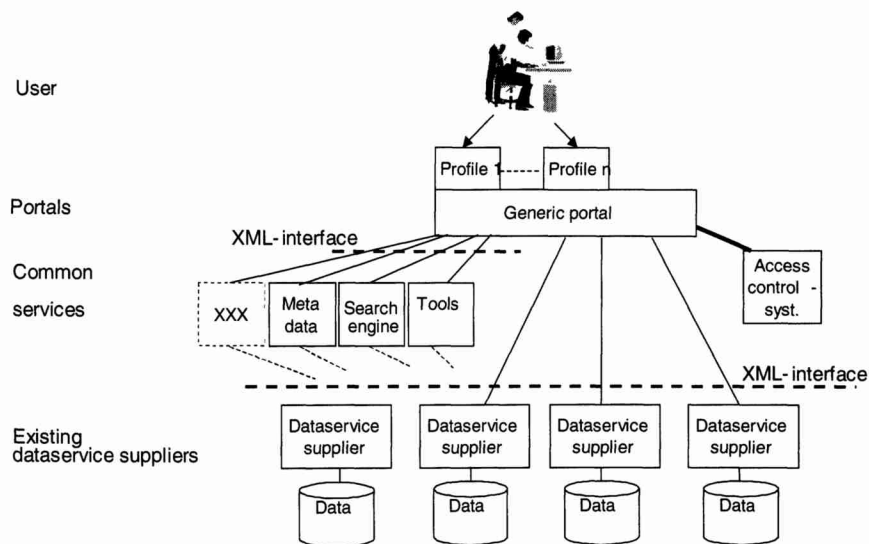 User
Profile 1
Profile n
Portals
Generic portal
XML-interface
Common
services
XXX
Meta
data
Search
engine
Tools
Access
control -
syst.
XML-interface
Existing
dataservice suppliers
Dataservice
supplier
Dataservice
supplier
Dataservice
supplier
Dataservice
supplier
Data
Data
Data
Data